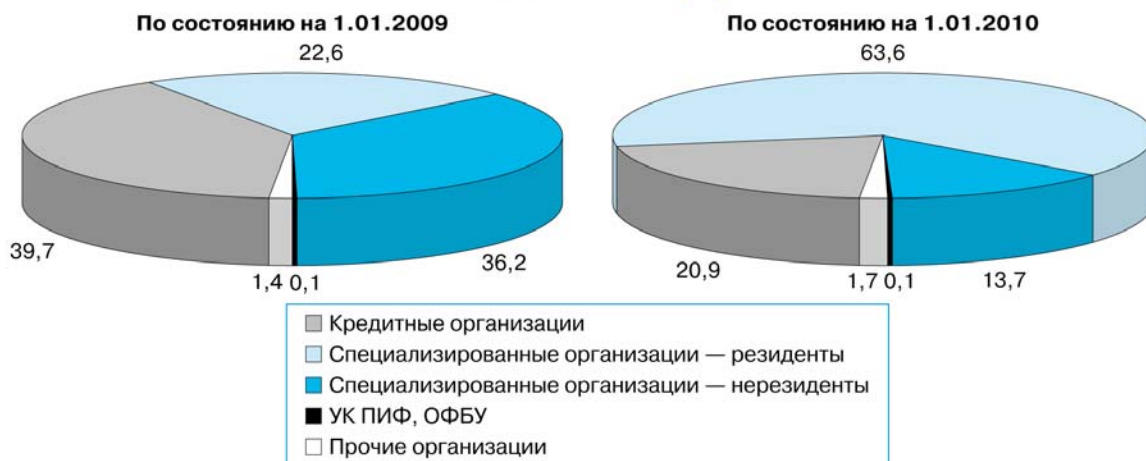 По состоянию на 1.01.2009
22,6
39,7
1,4 0,1
36,2
По состоянию на 1.01.2010
63,6
20,9
1,7 0,1
13,7
Кредитные организации
Специализированные организации — резиденты
Специализированные организации — нерезиденты
УК ПИФ, ОФБУ
Прочие организации